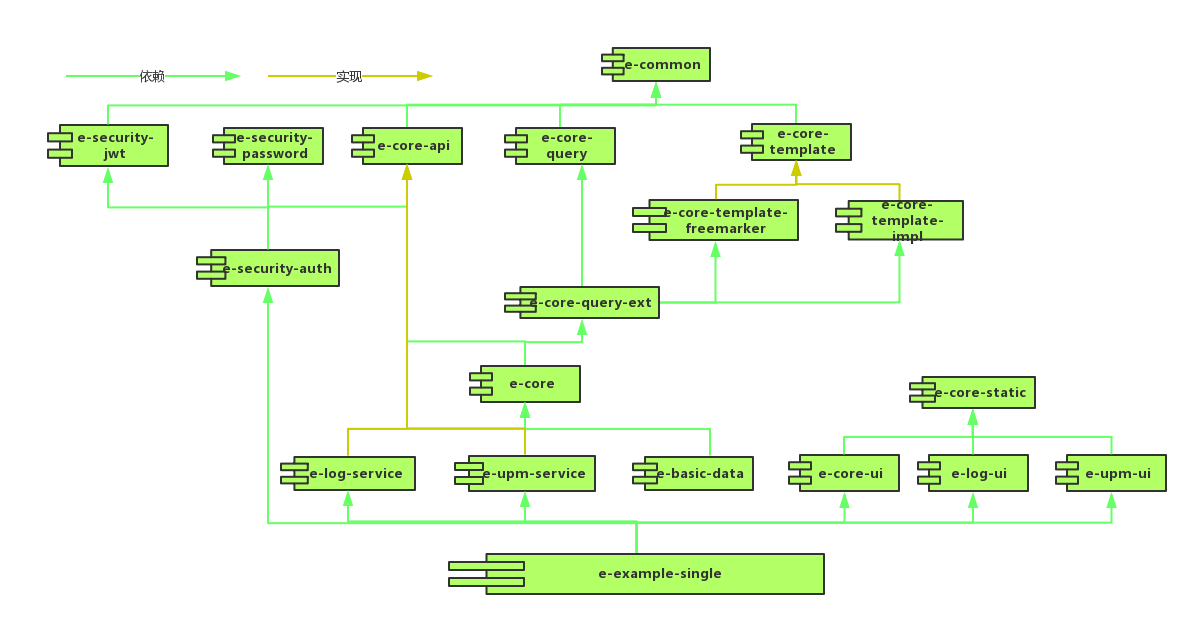 e-common
依赖
实现
e-security-
jwt
e-security-
password
e-core-api
e-core-
query
e-core-
template
e-core-template-
freemarker
e-core-
template-
impl
e-security-auth
e-core-query-ext
e-core
e-core-static
e-log-service
e-upm-service
e-basic-data
e-core-ui
e-log-ui
e-upm-ui
e-example-single